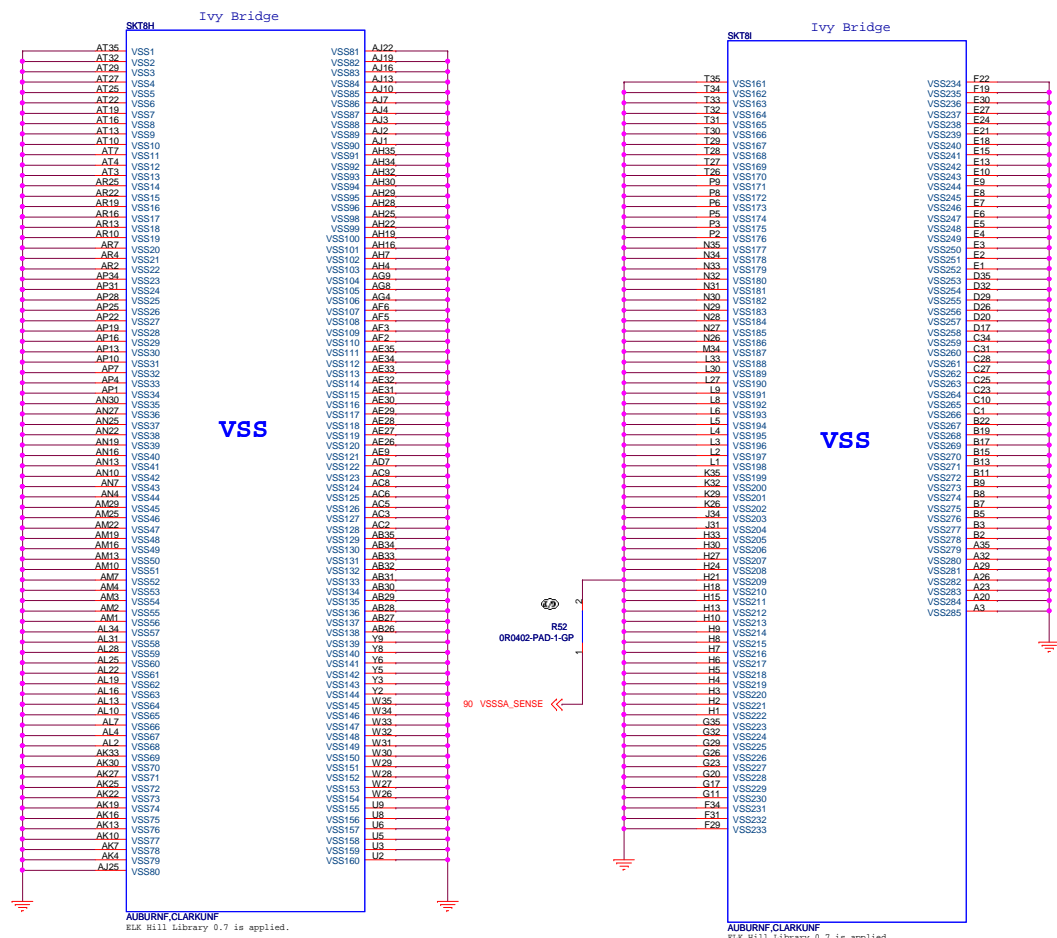 Ivy Bridge
SKT8H
AT35 VSS1 VSS81 AJ22
AT32 VSS2 VSS82 AJ19
AT29 VSS3 VSS83 AJ16
AT27 VSS4 VSS84 AJ13
AT25 VSS5 VSS85 AJ10
AT22 VSS6 VSS86 AJ7
AT19 VSS7 VSS87 AJ4
AT16 VSS8 VSS88 AJ3
AT13 VSS9 VSS89 AJ2
AT10 VSS10 VSS90 AJ1
AT7 VSS11 VSS91 AH35
AT4 VSS12 VSS92 AH34
AT3 VSS13 VSS93 AH32
AR25 VSS14 VSS94 AH30
AR22 VSS15 VSS95 AH29
AR19 VSS16 VSS96 AH28
AR16 VSS17 VSS98 AH25
AR13 VSS18 VSS99 AH22
AR10 VSS19 VSS100 AH19
AR7 VSS20 VSS101 AH16
AR4 VSS21 VSS102 AH7
AR2 VSS22 VSS103 AH4
AP34 VSS23 VSS104 AG9
AP31 VSS24 VSS105 AG8
AP28 VSS25 VSS106 AG4
AP25 VSS26 VSS107 AF6
AP22 VSS27 VSS108 AF5
AP19 VSS28 VSS109 AF3
AP16 VSS29 VSS110 AF2
AP13 VSS30 VSS111 AE35
AP10 VSS31 VSS112 AE34
AP7 VSS32 VSS113 AE33
AP4 VSS33 VSS114 AE32
AP1 VSS34 VSS115 AE31
AN30 VSS35 VSS116 AE30
AN27 VSS36 VSS117 AE29
AN25 VSS37 VSS118 AE28
AN22 VSS38 VSS119 AE27
AN19 VSS39 VSS120 AE26
AN16 VSS40 VSS121 AE9
AN13 VSS41 VSS122 AD7
AN10 VSS42 VSS123 AC9
AN7 VSS43 VSS124 AC8
AN4 VSS44 VSS125 AC6
AM29 VSS45 VSS126 AC5
AM25 VSS46 VSS127 AC3
AM22 VSS47 VSS128 AC2
AM19 VSS48 VSS129 AB35
AM16 VSS49 VSS130 AB34
AM13 VSS50 VSS131 AB33
AM10 VSS51 VSS132 AB32
AM7 VSS52 VSS133 AB31
AM4 VSS53 VSS134 AB30
AM3 VSS54 VSS135 AB29
AM2 VSS55 VSS136 AB28
AM1 VSS56 VSS137 AB27
AL34 VSS57 VSS138 AB26
AL31 VSS58 VSS139 Y9
AL28 VSS59 VSS140 Y8
AL25 VSS60 VSS141 Y6
AL22 VSS61 VSS142 Y5
AL19 VSS62 VSS143 Y3
AL16 VSS63 VSS144 Y2
AL13 VSS64 VSS145 W35
AL10 VSS65 VSS146 W34
AL7 VSS66 VSS147 W33
AL4 VSS67 VSS148 W32
AL2 VSS68 VSS149 W31
AK33 VSS69 VSS150 W30
AK30 VSS70 VSS151 W29
AK27 VSS71 VSS152 W28
AK25 VSS72 VSS153 W27
AK22 VSS73 VSS154 W26
AK19 VSS74 VSS155 U9
AK16 VSS75 VSS156 U8
AK13 VSS76 VSS157 U6
AK10 VSS77 VSS158 U5
AK7 VSS78 VSS159 U3
AK4 VSS79 VSS160 U2
AJ25 VSS80
VSS
AUBURNF,CLARKUNF
ELK Hill Library 0.7 is applied.
Ivy Bridge
SKT8I
T35 VSS161 VSS234 F22
T34 VSS162 VSS235 F19
T33 VSS163 VSS236 E30
T32 VSS164 VSS237 E27
T31 VSS165 VSS238 E24
T30 VSS166 VSS239 E21
T29 VSS167 VSS240 E18
T28 VSS168 VSS241 E15
T27 VSS169 VSS242 E13
T26 VSS170 VSS243 E10
P9 VSS171 VSS244 E9
P8 VSS172 VSS245 E8
P6 VSS173 VSS246 E7
P5 VSS174 VSS247 E6
P3 VSS175 VSS248 E5
P2 VSS176 VSS249 E4
N35 VSS177 VSS250 E3
N34 VSS178 VSS251 E2
N33 VSS179 VSS252 E1
N32 VSS180 VSS253 D35
N31 VSS181 VSS254 D32
N30 VSS182 VSS255 D29
N29 VSS183 VSS256 D26
N28 VSS184 VSS257 D20
N27 VSS185 VSS258 D17
N26 VSS186 VSS259 C34
M34 VSS187 VSS260 C31
L33 VSS188 VSS261 C28
L30 VSS189 VSS262 C27
L27 VSS190 VSS263 C25
L9 VSS191 VSS264 C23
L8 VSS192 VSS265 C10
L6 VSS193 VSS266 C1
L5 VSS194 VSS267 B22
L4 VSS195 VSS268 B19
L3 VSS196 VSS269 B17
L2 VSS197 VSS270 B15
L1 VSS198 VSS271 B13
K35 VSS199 VSS272 B11
K32 VSS200 VSS273 B9
K29 VSS201 VSS274 B8
K26 VSS202 VSS275 B7
J34 VSS203 VSS276 B5
J31 VSS204 VSS277 B3
H33 VSS205 VSS278 B2
H30 VSS206 VSS279 A35
H27 VSS207 VSS280 A32
H24 VSS208 VSS281 A29
H21 VSS209 VSS282 A26
H18 VSS210 VSS283 A23
H15 VSS211 VSS284 A20
H13 VSS212 VSS285 A3
H10 VSS213
H9 VSS214
H8 VSS215
H7 VSS216
H6 VSS217
H5 VSS218
H4 VSS219
H3 VSS220
H2 VSS221
H1 VSS222
G35 VSS223
G32 VSS224
G29 VSS225
G26 VSS226
G23 VSS227
G20 VSS228
G17 VSS229
G11 VSS230
F34 VSS231
F31 VSS232
F29 VSS233
VSS
2
R52
0R0402-PAD-1-GP
1
90 VSSSA_SENSE
AUBURNF,CLARKUNF
ELK Hill Library 0.7 is applied